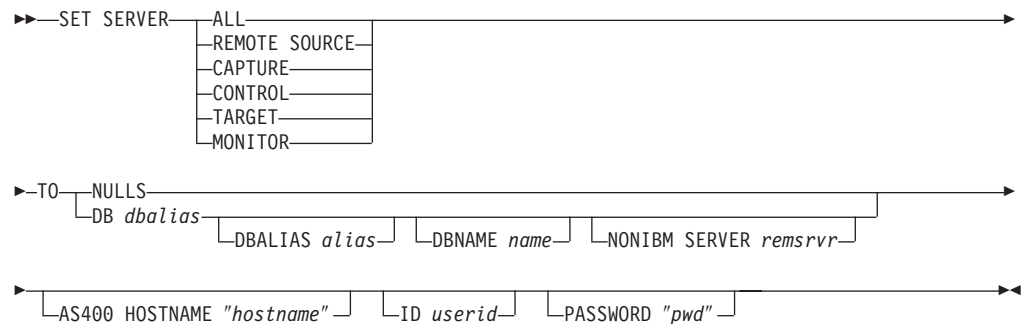 SET SERVER ALL
REMOTE SOURCE
CAPTURE
CONTROL
TARGET
MONITOR
TO NULLS
DB dbalias
DBALIAS alias DBNAME name NONIBM SERVER remsrvr
AS400 HOSTNAME "hostname" ID userid PASSWORD "pwd"